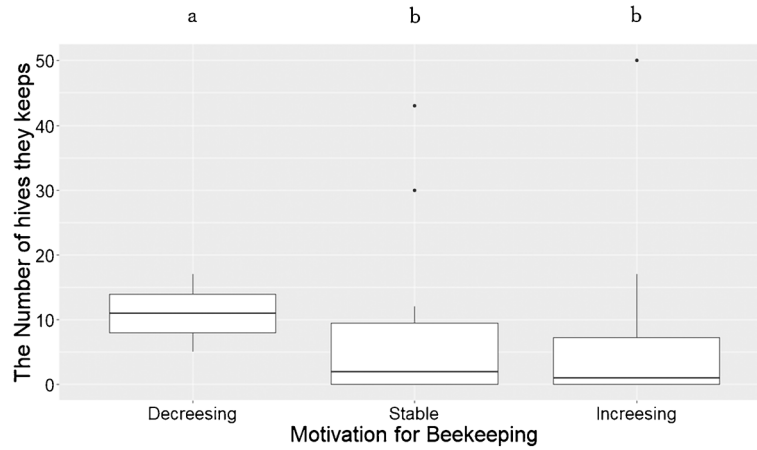 a b b
The Number of hives they keeps
50
40
30
20
10
0
Decreesing Stable Increesing
Motivation for Beekeeping